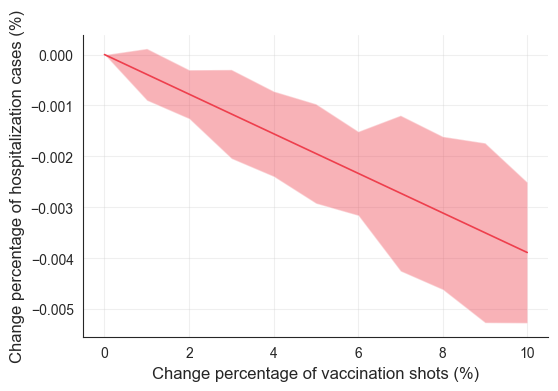 Change percentage of hospitalization cases (%)
0.000
−0.001
−0.002
−0.003
−0.004
−0.005
0 2 4 6 8 10
Change percentage of vaccination shots (%)